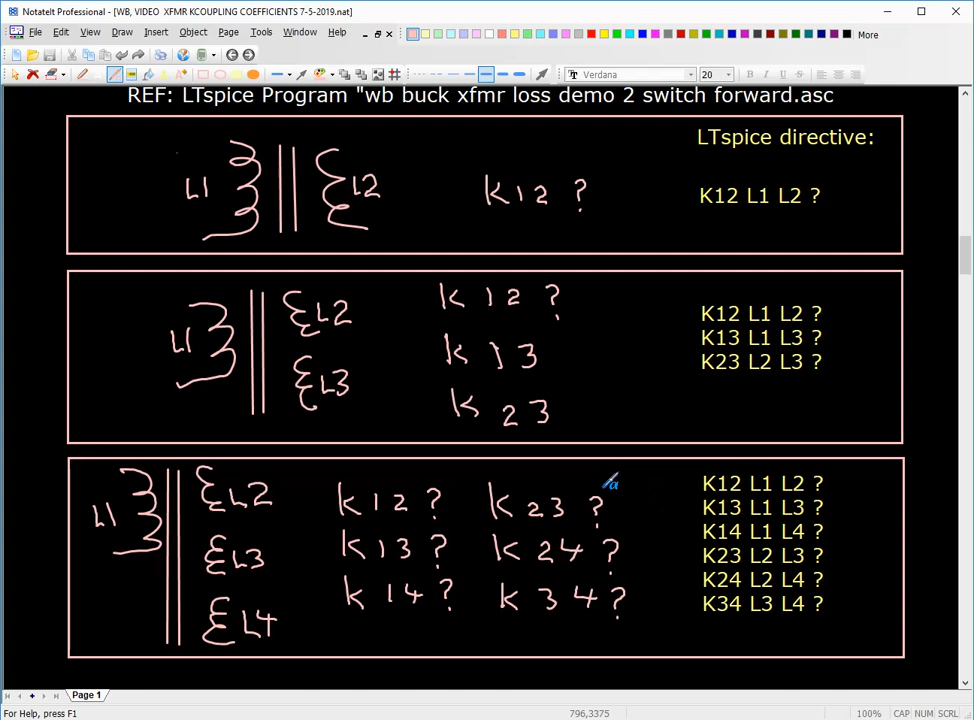 NotateIt Professional - [WB, VIDEO XFMR KCOUPLING COEFFICIENTS 7-5-2019.nat]
File Edit View Draw Insert Object Page Tools Window Help
More
Verdana 20 B I U S
REF: LTspice Program "wb buck xfmr loss demo 2 switch forward.asc
LTspice directive:
L1 L2 K12 ?
K12 L1 L2 ?
L1 L2 K12 ?
L3 K13
K23
K12 L1 L2 ?
K13 L1 L3 ?
K23 L2 L3 ?
L1 L2 K12 ? K23 ?
L3 K13 ? K24 ?
L4 K14 ? K34 ?
K12 L1 L2 ?
K13 L1 L3 ?
K14 L1 L4 ?
K23 L2 L3 ?
K24 L2 L4 ?
K34 L3 L4 ?
Page 1
For Help, press F1 796,3375 100% CAP NUM SCRL